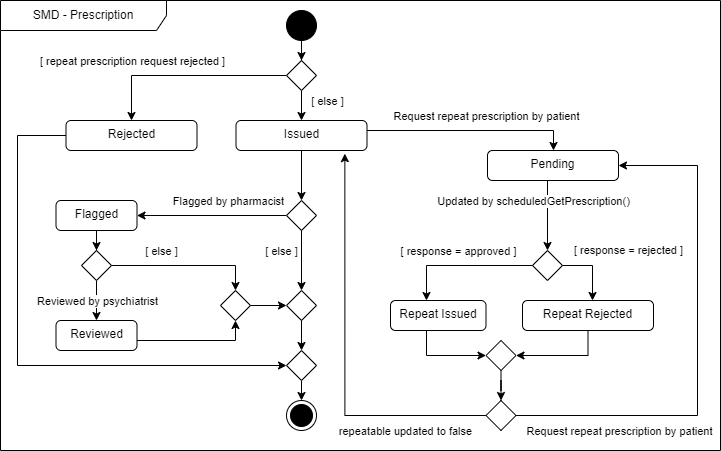 SMD - Prescription
[ repeat prescription request rejected ]
[ else ]
Rejected
Issued
Request repeat prescription by patient
Pending
Flagged by pharmacist
Updated by scheduledGetPrescription()
Flagged
[ else ]
[ else ]
[ response = approved ]
[ response = rejected ]
Reviewed by psychiatrist
Repeat Issued
Repeat Rejected
Reviewed
repeatable updated to false
Request repeat prescription by patient